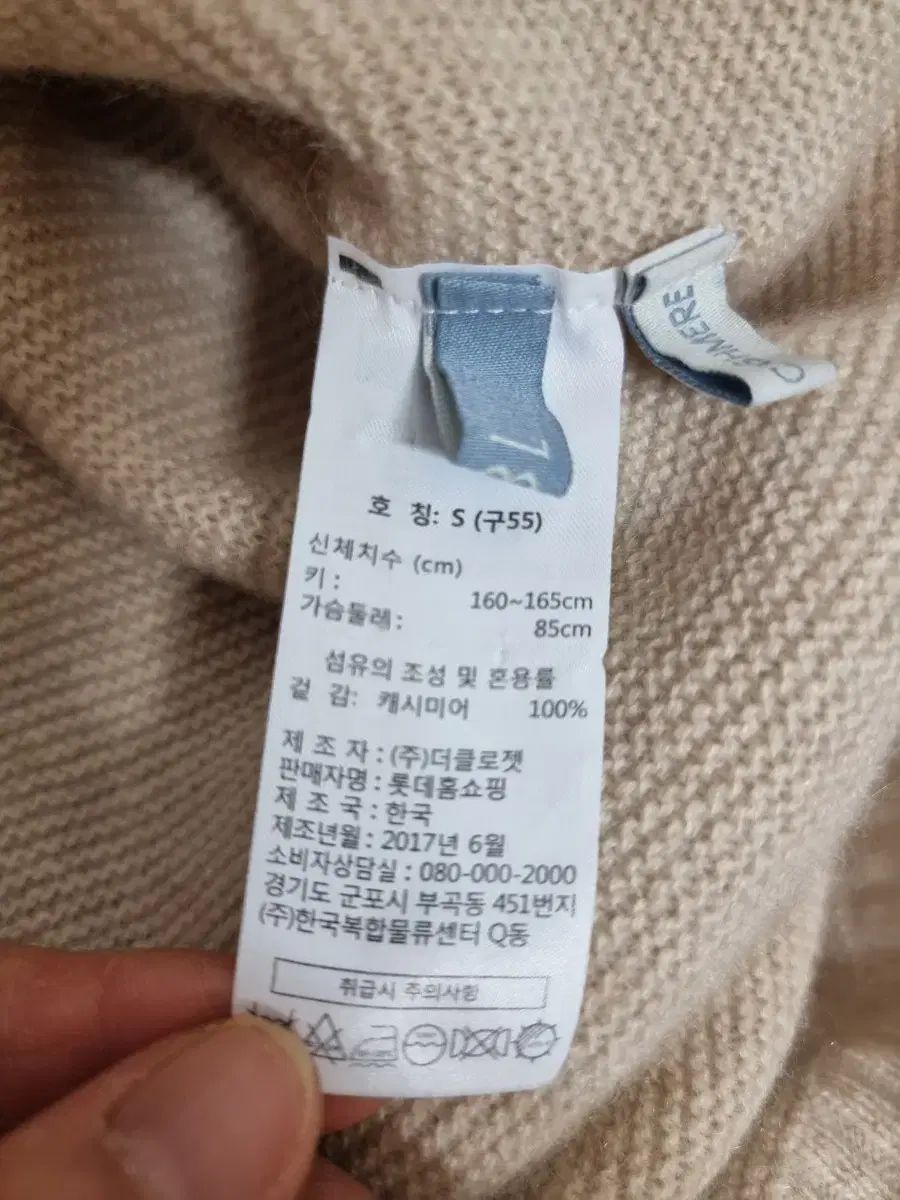 CASHMERE
호 칭: S (구55)
신체치수 (cm)
키 :
160~165cm
가슴둘레:
85cm
섬유의 조성 및 혼용률
겉 감: 캐시미어 100%
제 조 자 : (주)더클로젯
판매자명 : 롯데홈쇼핑
제 조 국 : 한국
제조년월 : 2017년 6월
소비자상담실 : 080-000-2000
경기도 군포시 부곡동 451번지
(주)한국복합물류센터 Q동
취급시 주의사항